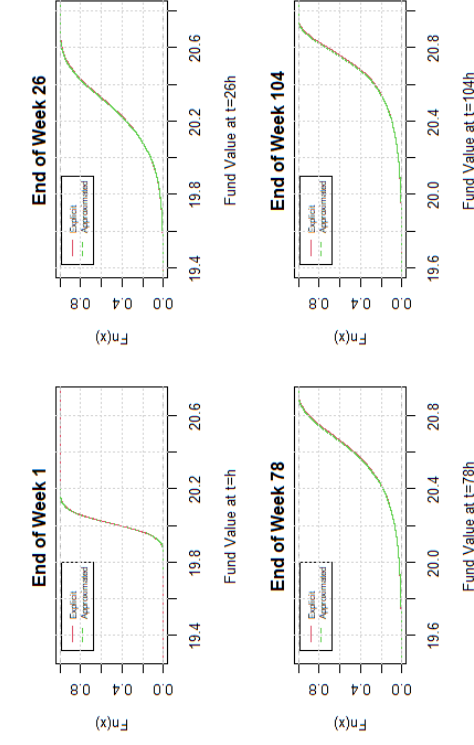 End of Week 1
Explicit
Approximated
Fn(x)
0.8
0.4
0.0
19.4 19.8 20.2 20.6
Fund Value at t=h
End of Week 26
Explicit
Approximated
Fn(x)
0.8
0.4
0.0
19.4 19.8 20.2 20.6
Fund Value at t=26h
End of Week 78
Explicit
Approximated
Fn(x)
0.8
0.4
0.0
19.6 20.0 20.4 20.8
Fund Value at t=78h
End of Week 104
Explicit
Approximated
Fn(x)
0.8
0.4
0.0
19.6 20.0 20.4 20.8
Fund Value at t=104h